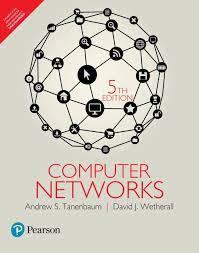 5TH
EDITION
COMPUTER
NETWORKS
Andrew S. Tanenbaum | David J. Wetherall
Pearson